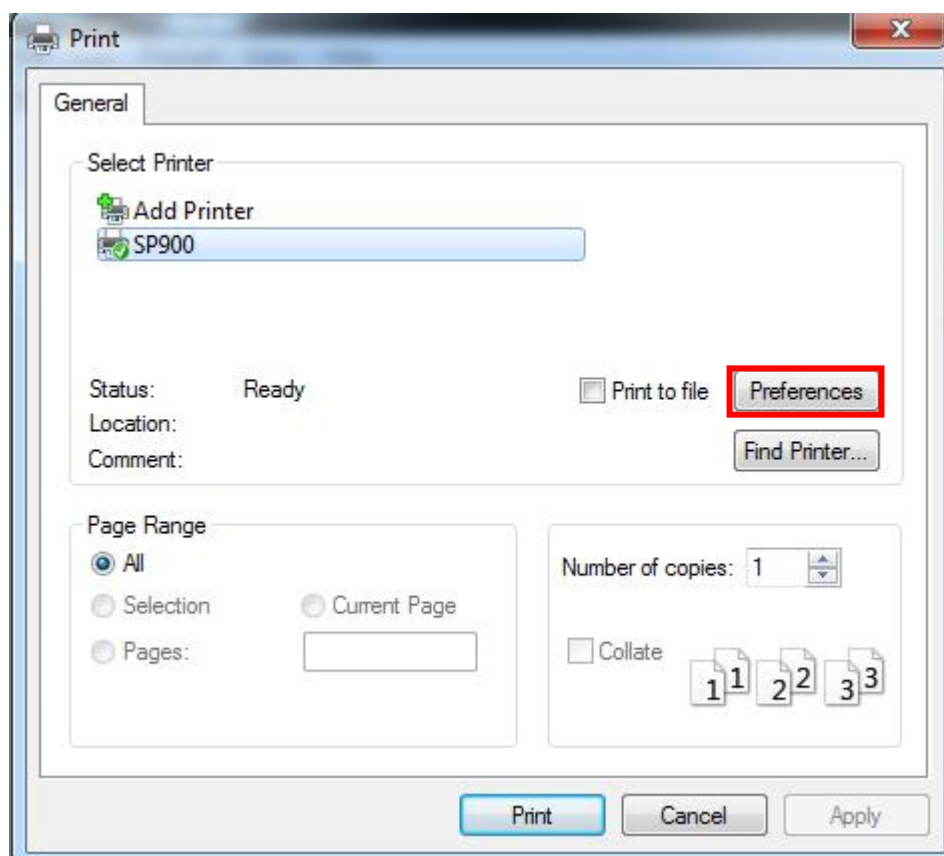 Print
General
Select Printer
Add Printer
SP900
Status: Ready
Print to file
Preferences
Location:
Comment:
Find Printer...
Page Range
All
Selection
Current Page
Pages:
Number of copies: 1
Collate
1 1 2 2 3 3
Print
Cancel
Apply